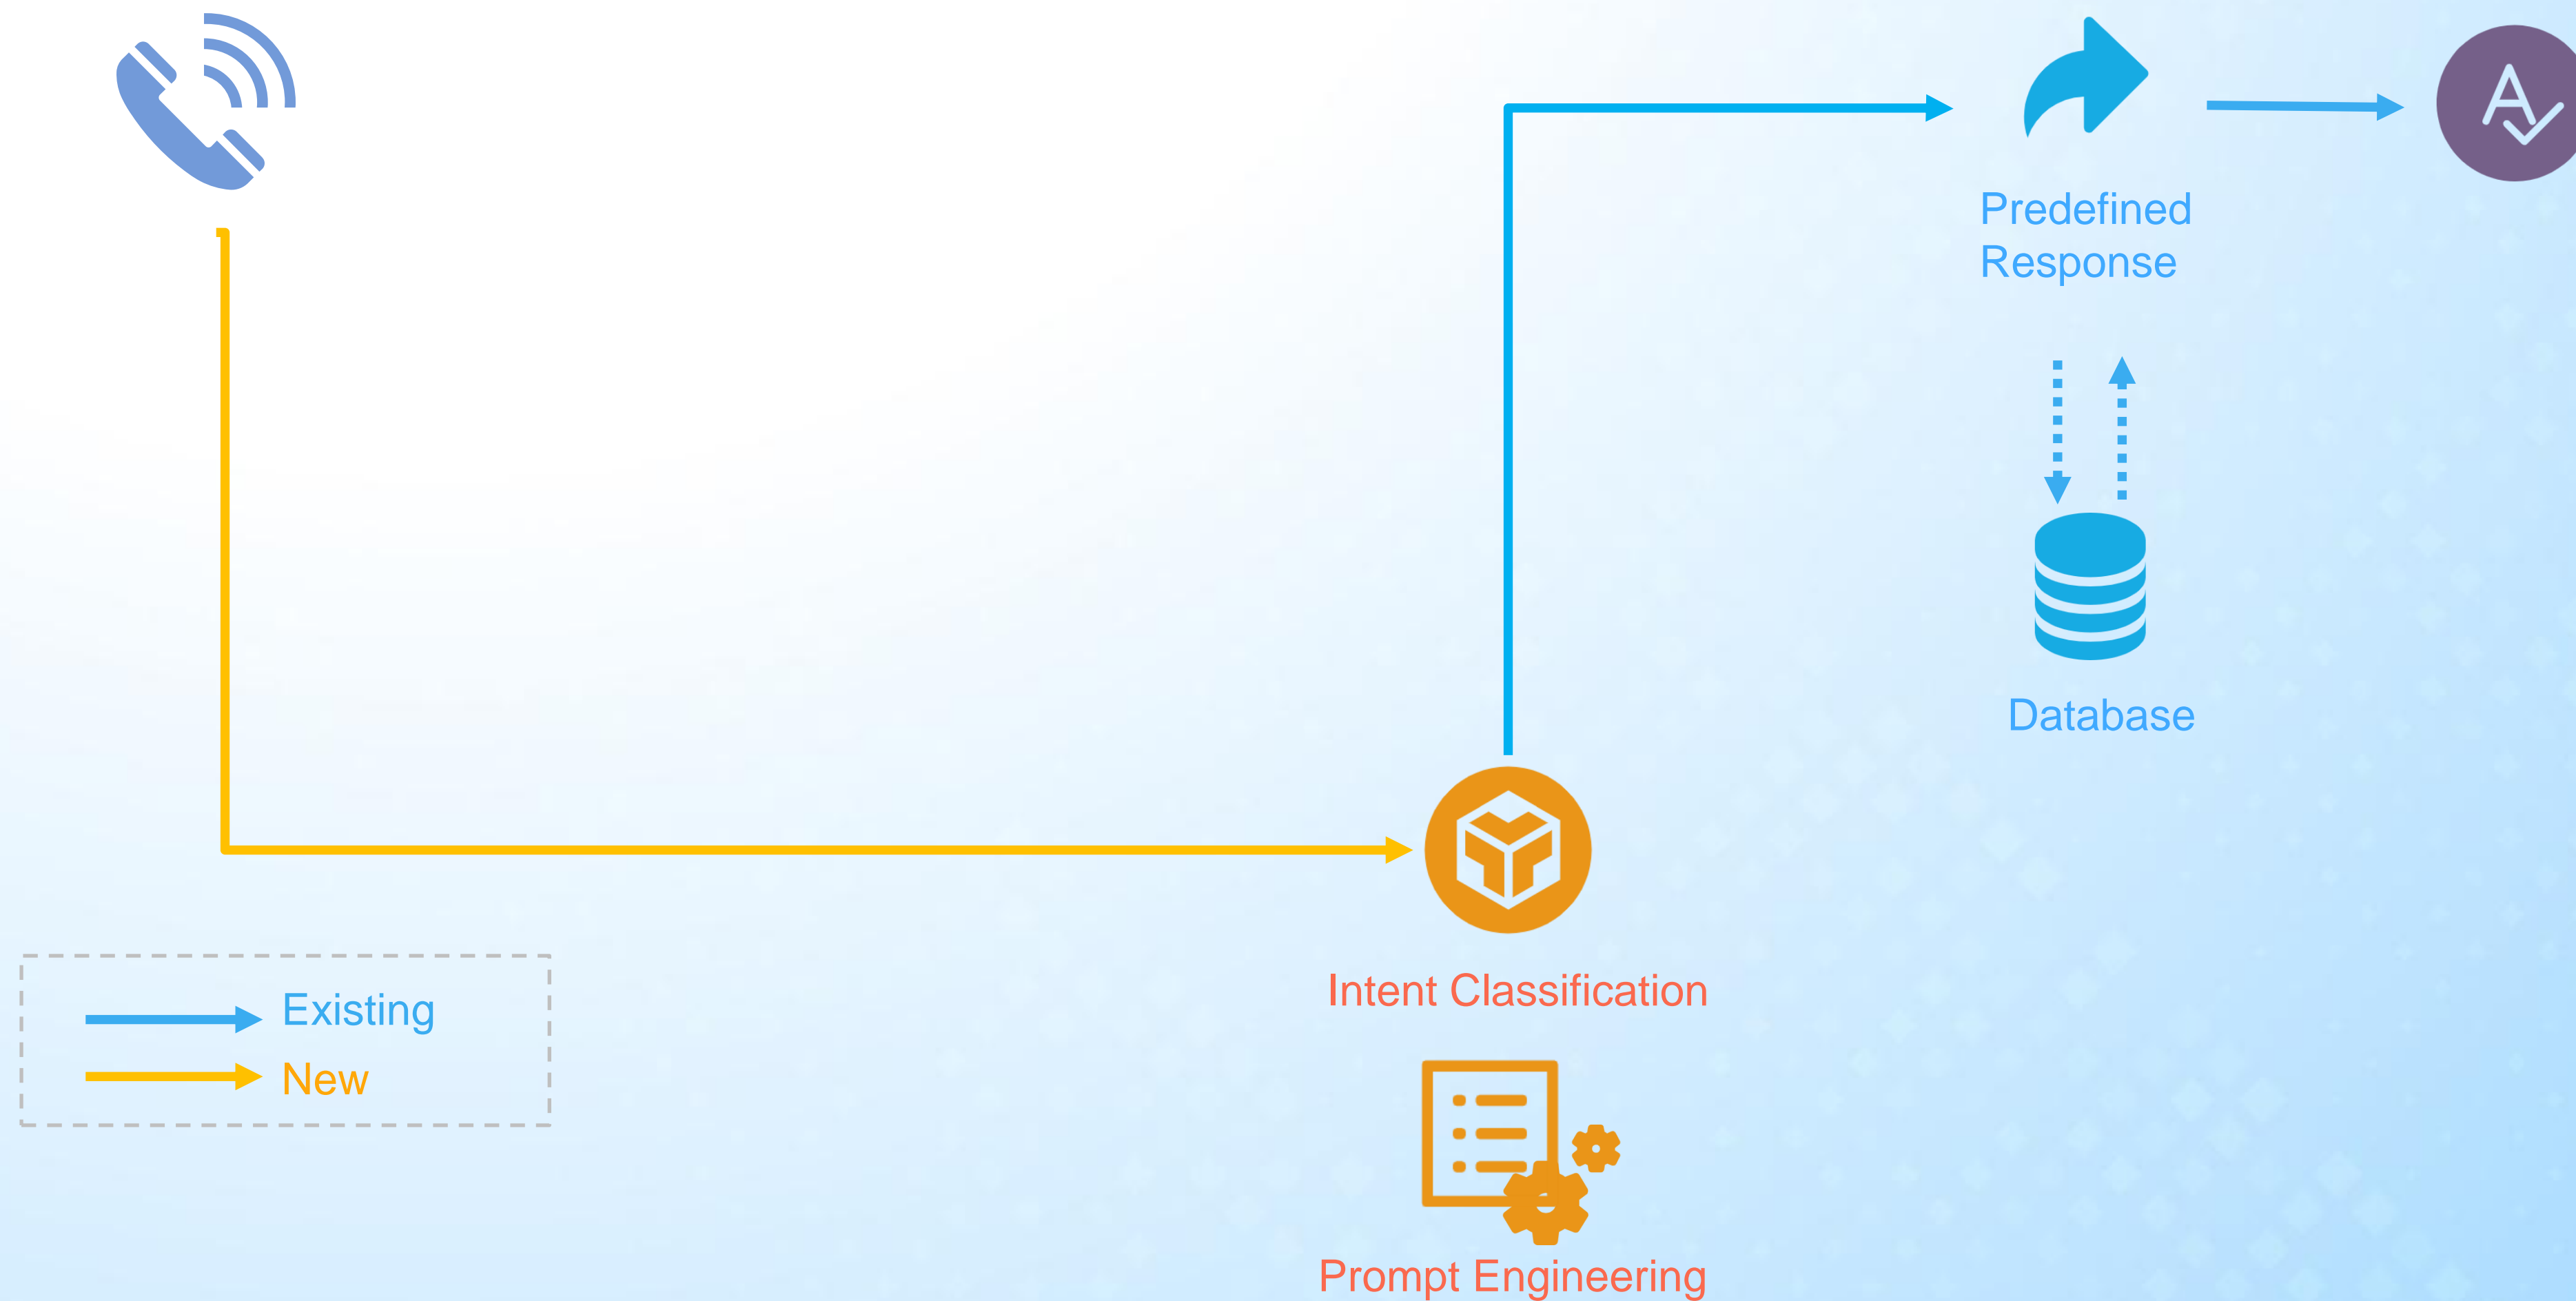 Predefined
Response
Database
Intent Classification
Existing
New
Prompt Engineering